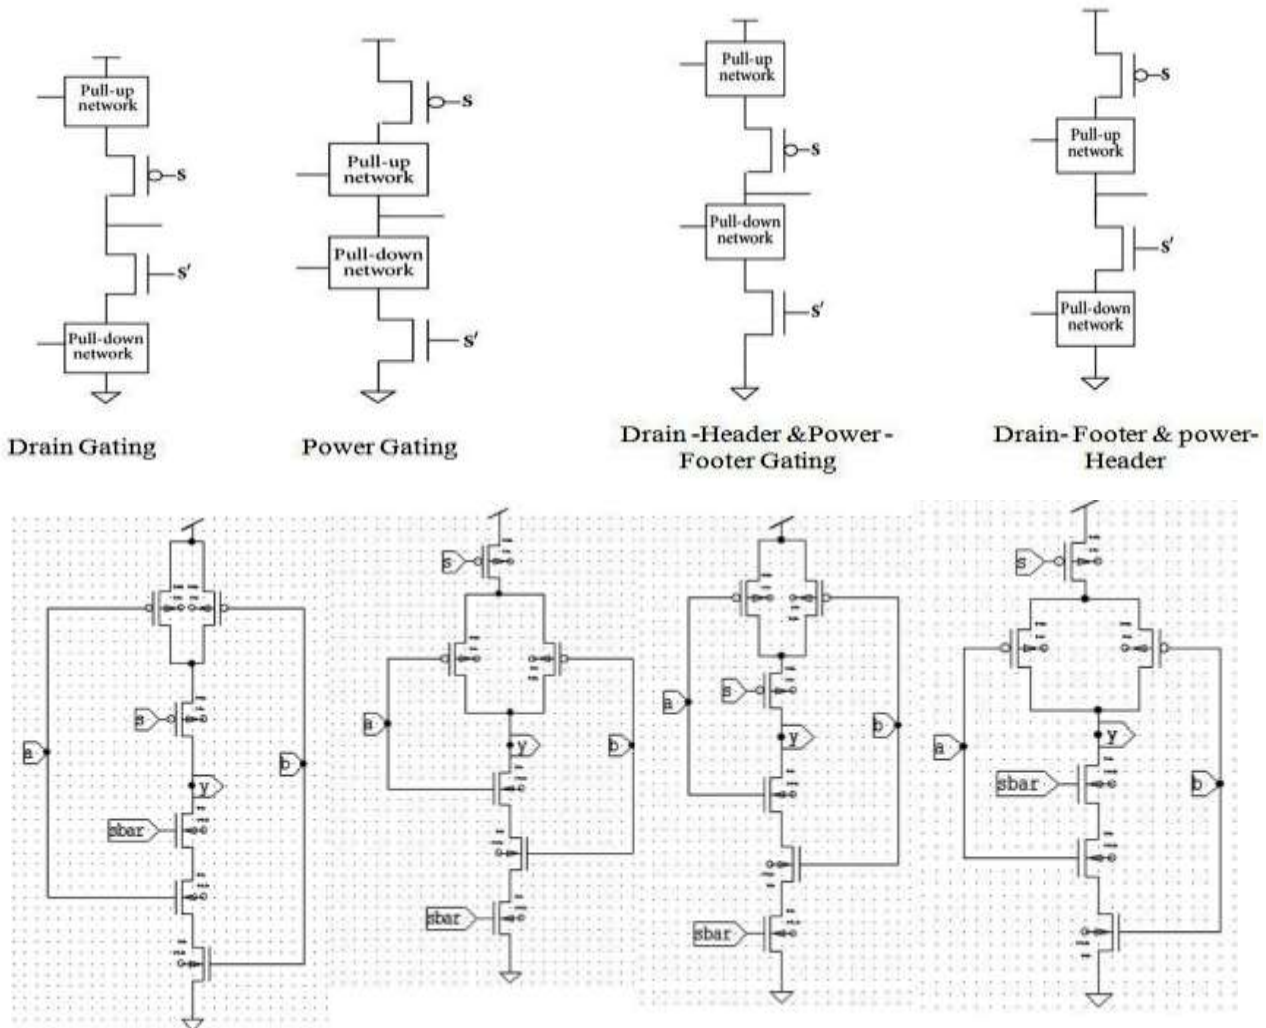 Pull-up
network
s
s'
Pull-down
network
Drain Gating
s
Pull-up
network
Pull-down
network
s'
Power Gating
Pull-up
network
s
Pull-down
network
s'
Drain -Header &Power-
Footer Gating
s
Pull-up
network
s'
Pull-down
network
Drain- Footer & power-
Header
s
a
b
y
sbar
s
a
y
b
sbar
s
a
y
b
sbar
s
y
a
sbar
b